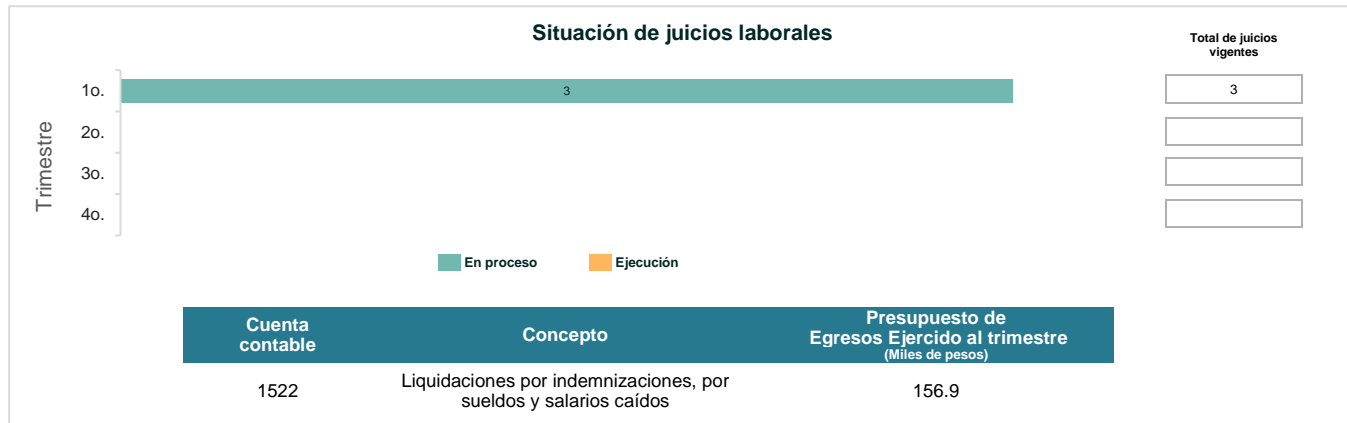 Situación de juicios laborales
Total de juicios
vigentes
Trimestre
1o.
3
3
2o.
3o.
4o.
En proceso
Ejecución
Cuenta
contable
Concepto
Presupuesto de
Egresos Ejercido al trimestre
(Miles de pesos)
1522
Liquidaciones por indemnizaciones, por
sueldos y salarios caídos
156.9